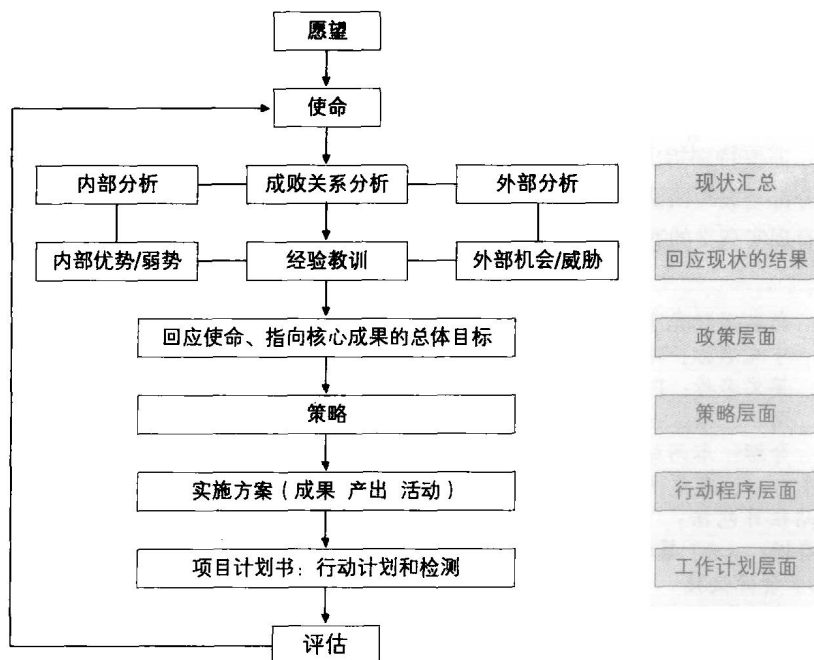 愿望
使命
内部分析 成败关系分析 外部分析 现状汇总
内部优势/弱势 经验教训 外部机会/威胁 回应现状的结果
回应使命、指向核心成果的总体目标 政策层面
策略 策略层面
实施方案（成果 产出 活动） 行动程序层面
项目计划书：行动计划和检测 工作计划层面
评估